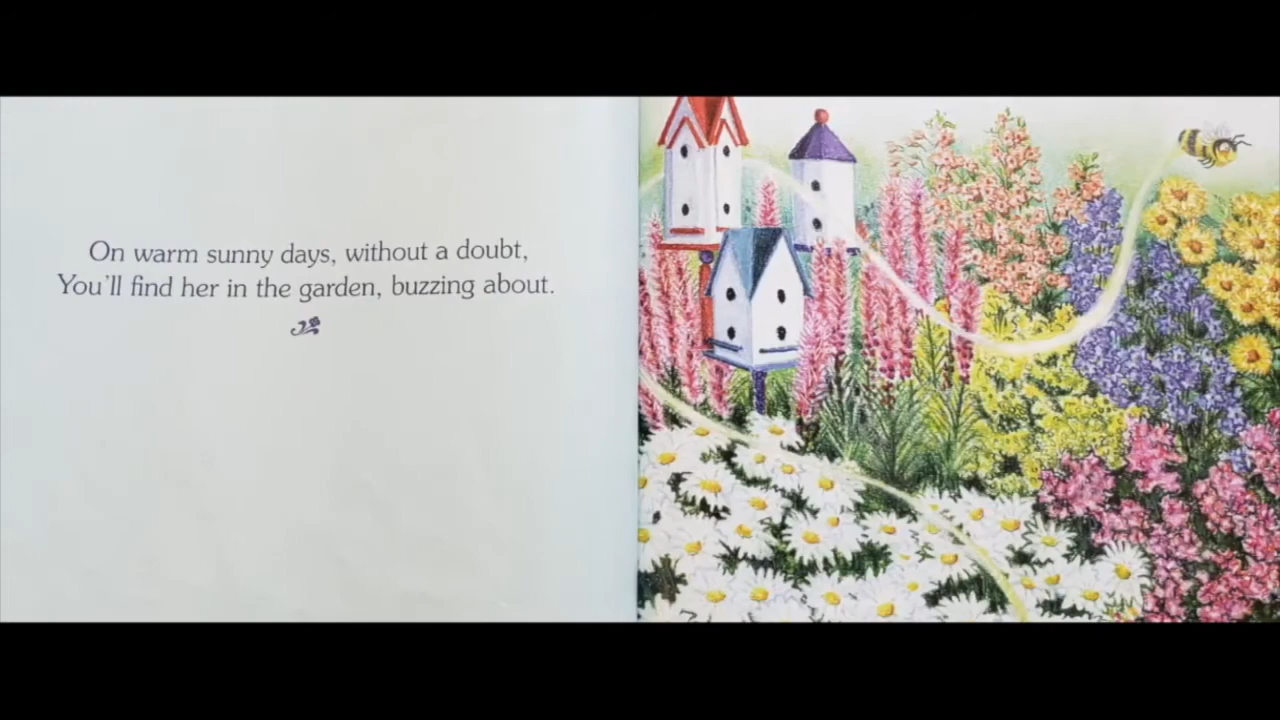 On warm sunny days, without a doubt,
You'll find her in the garden, buzzing about.